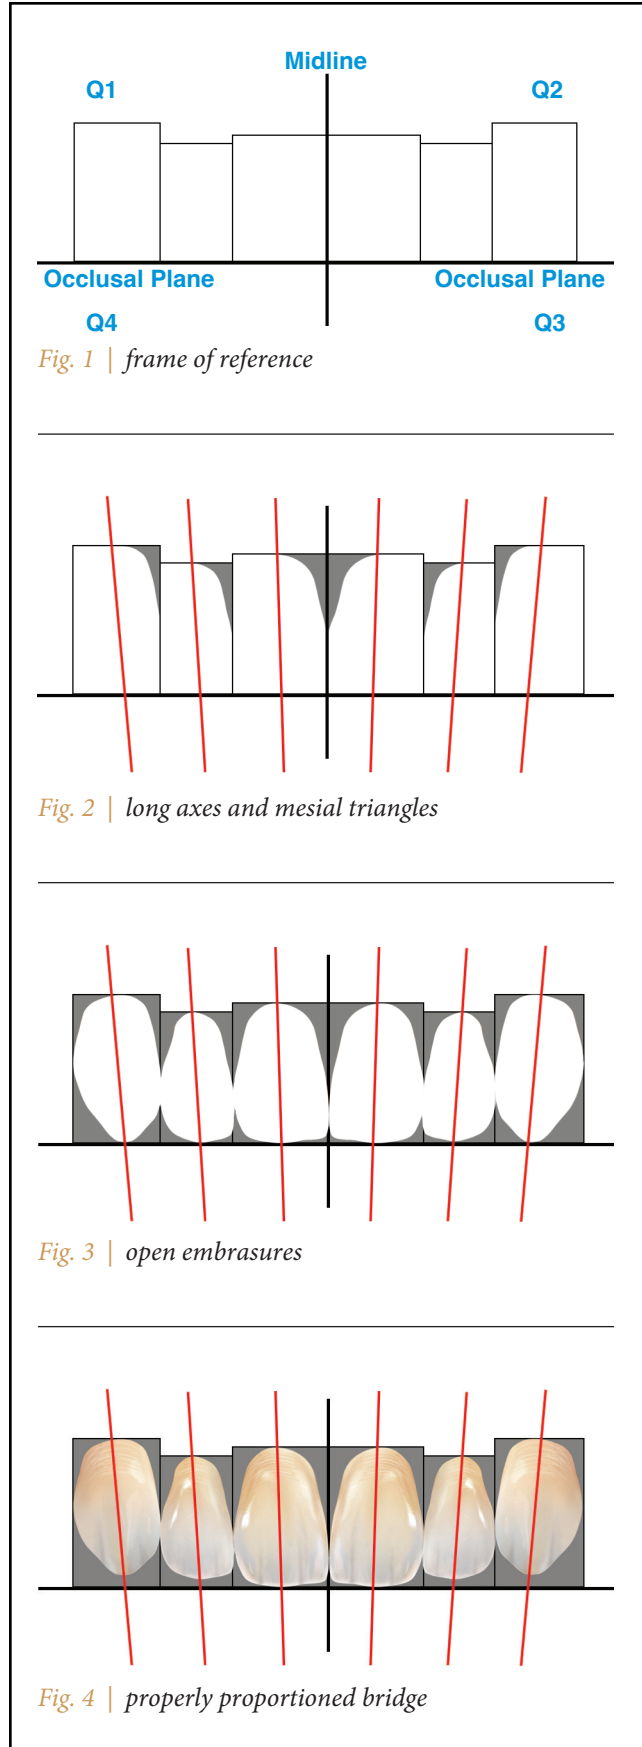 Midline
Q1 Q2
Occlusal Plane Occlusal Plane
Q4 Q3
Fig. 1 | frame of reference
Fig. 2 | long axes and mesial triangles
Fig. 3 | open embrasures
Fig. 4 | properly proportioned bridge